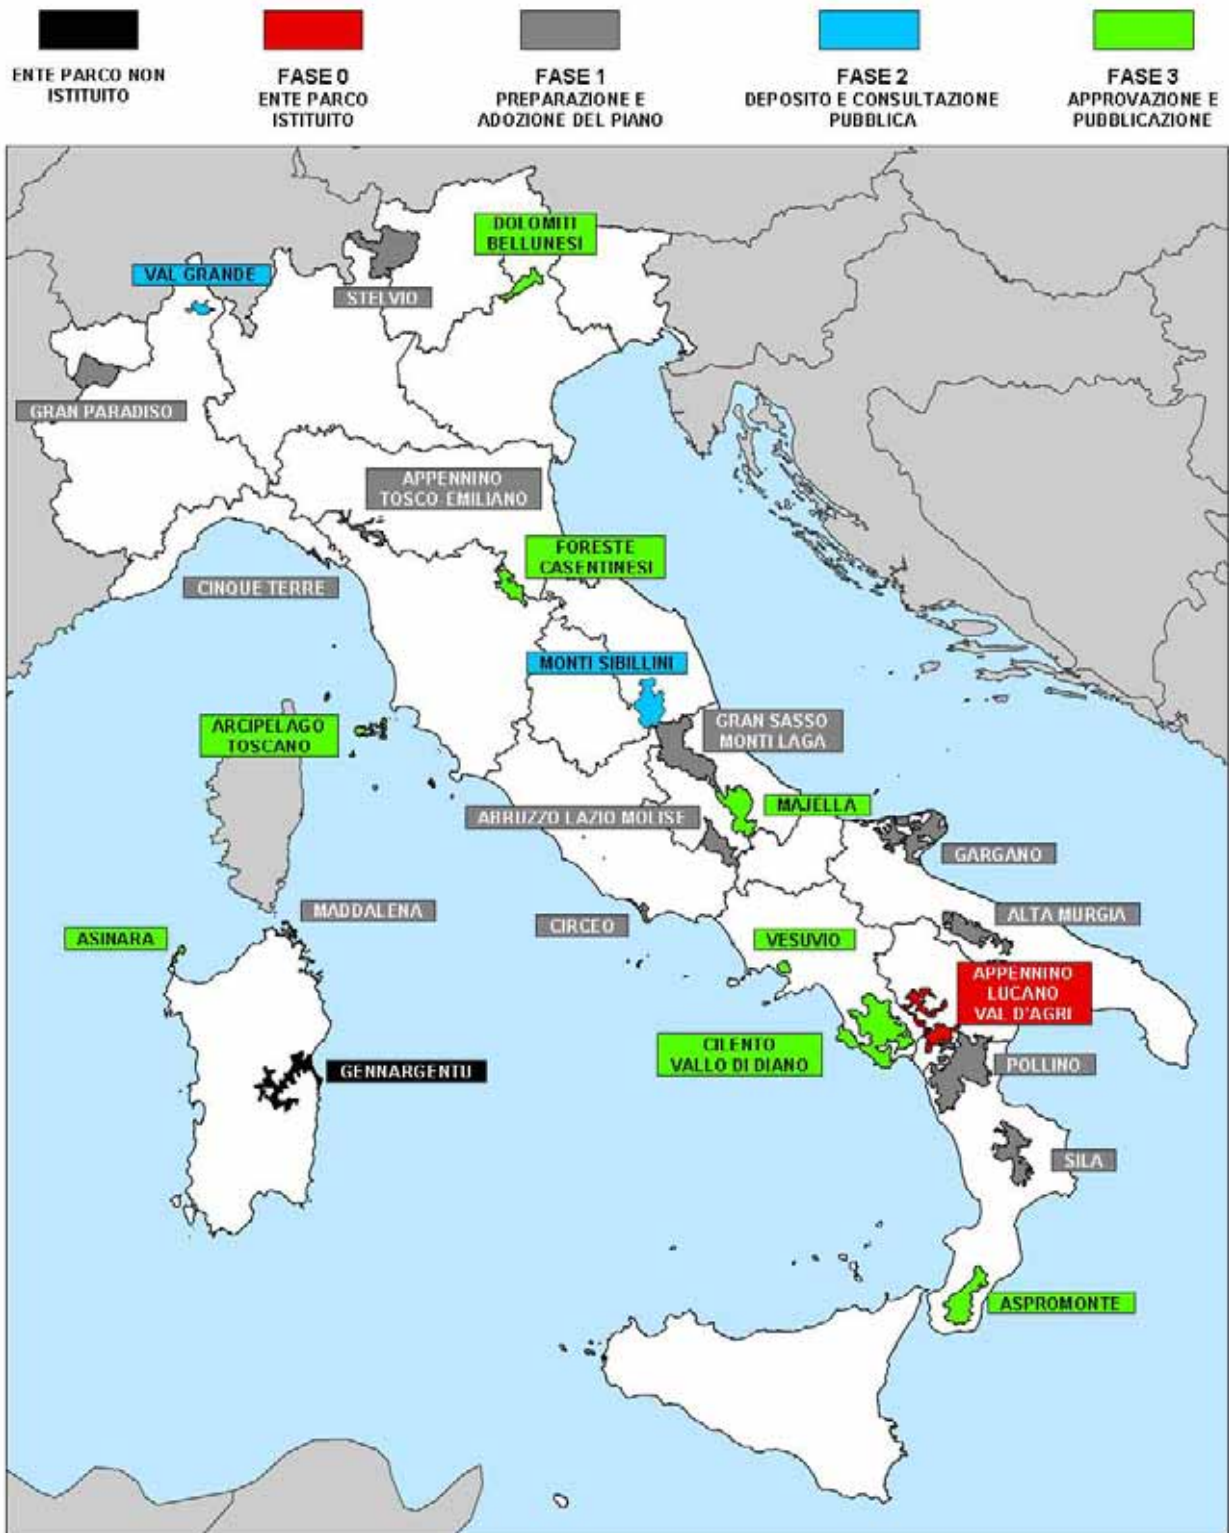 ENTE PARCO NON
ISTITUITO
FASE 0
ENTE PARCO
ISTITUITO
FASE 1
PREPARAZIONE E
ADOZIONE DEL PIANO
FASE 2
DEPOSITO E CONSULTAZIONE
PUBBLICA
FASE 3
APPROVAZIONE E
PUBBLICAZIONE
DOLOMITI
BELLUNESI
VAL GRANDE
STELVIO
GRAN PARADISO
APPENNINO
TOSCO-EMILIANO
FORESTE
CASENTINESI
CINQUE TERRE
MONTI SIBILLINI
ARCIPELAGO
TOSCANO
GRAN SASSO
MONTI LAGA
MAJELLA
ABRUZZO LAZIO MOLISE
GARGANO
MADDALENA
ALTA MURGIA
CIRCEO
ASINARA
VESUVIO
APPENNINO
LUCANO
VAL D'AGRI
CILENTO
VALLO DI DIANO
POLLINO
GENNARGENTU
SILA
ASPROMONTE